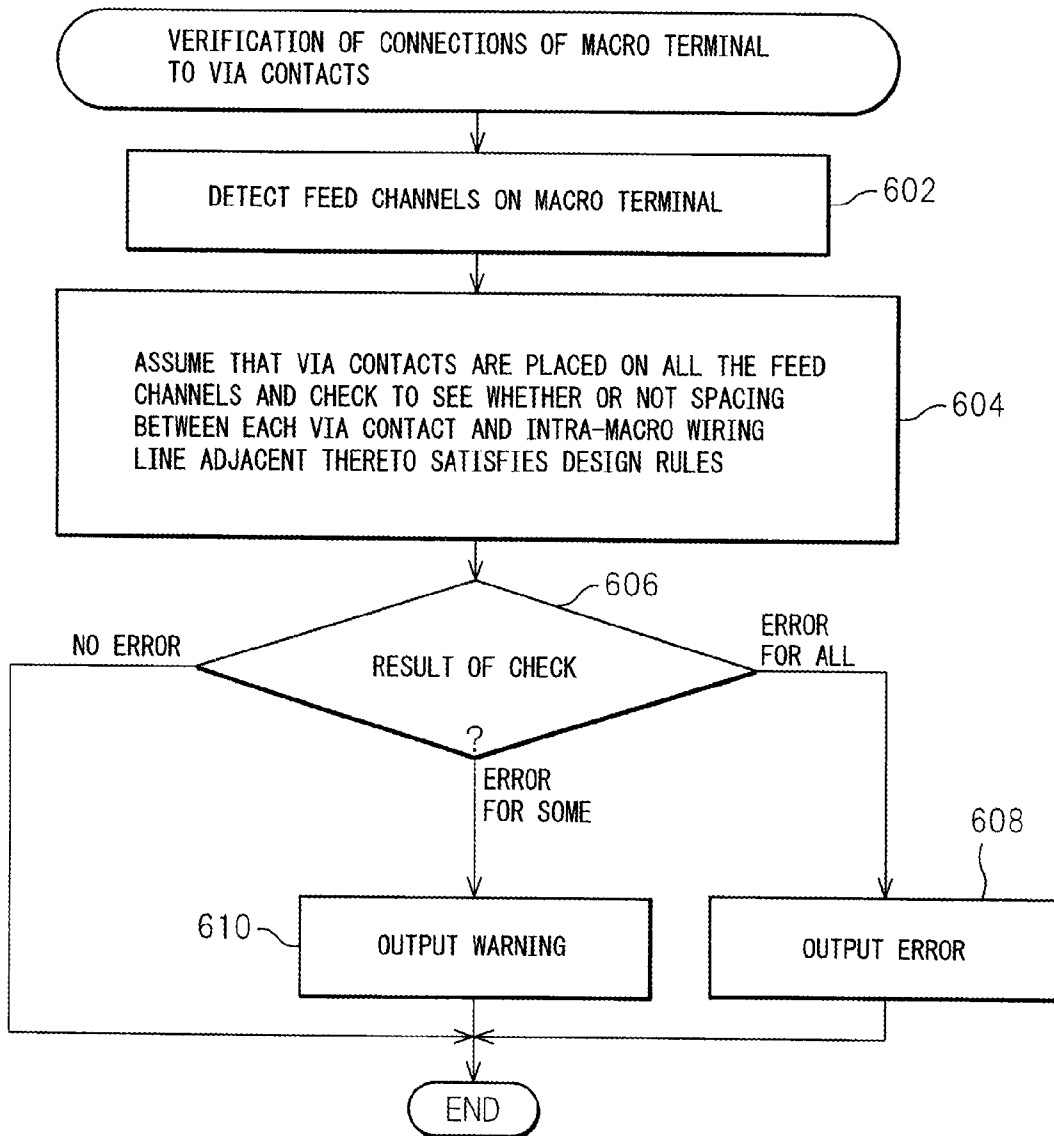 VERIFICATION OF CONNECTIONS OF MACRO TERMINAL
TO VIA CONTACTS
DETECT FEED CHANNELS ON MACRO TERMINAL
602
ASSUME THAT VIA CONTACTS ARE PLACED ON ALL THE FEED
CHANNELS AND CHECK TO SEE WHETHER OR NOT SPACING
BETWEEN EACH VIA CONTACT AND INTRA-MACRO WIRING
LINE ADJACENT THERETO SATISFIES DESIGN RULES
604
606
NO ERROR
RESULT OF CHECK
?
ERROR
FOR ALL
ERROR
FOR SOME
608
610
OUTPUT WARNING
OUTPUT ERROR
END